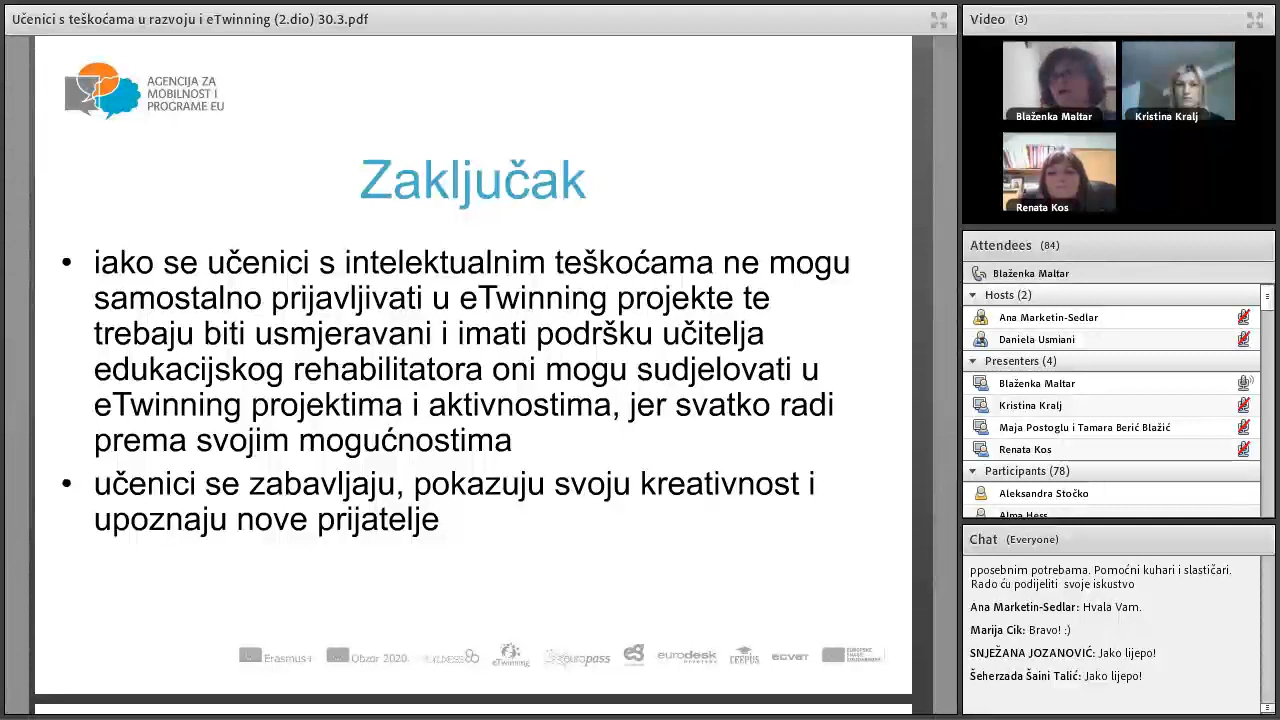 Učenici s teškoćama u razvoju i eTwinning (2.dio) 30.3.pdf
AGENCIJA ZA
MOBILNOST I
PROGRAME EU
Zaključak
• iako se učenici s intelektualnim teškoćama ne mogu
samostalno prijavljivati u eTwinning projekte te
trebaju biti usmjeravani i imati podršku učitelja
edukacijskog rehabilitatora oni mogu sudjelovati u
eTwinning projektima i aktivnostima, jer svatko radi
prema svojim mogućnostima
• učenici se zabavljaju, pokazuju svoju kreativnost i
upoznaju nove prijatelje
Erasmus+ Obzor 2020. eTwinning europass eurodesk CEEPUS ECVET
Video (3)
Blaženka Maltar
Kristina Kralj
Renata Kos
Attendees (84)
Blaženka Maltar
Hosts (2)
Ana Marketin-Sedlar
Daniela Usmiani
Presenters (4)
Blaženka Maltar
Kristina Kralj
Maja Postoglu i Tamara Berić Blažić
Renata Kos
Participants (78)
Aleksandra Stočko
Alma Hess
Chat (Everyone)
pposebnim potrebama. Pomoćni kuhari i slastičari.
Rado ću podijeliti svoje iskustvo
Ana Marketin-Sedlar: Hvala Vam.
Marija Cik: Bravo! :)
SNJEŽANA JOZANOVIĆ: Jako lijepo!
Šeherzada Šaini Talić: Jako lijepo!